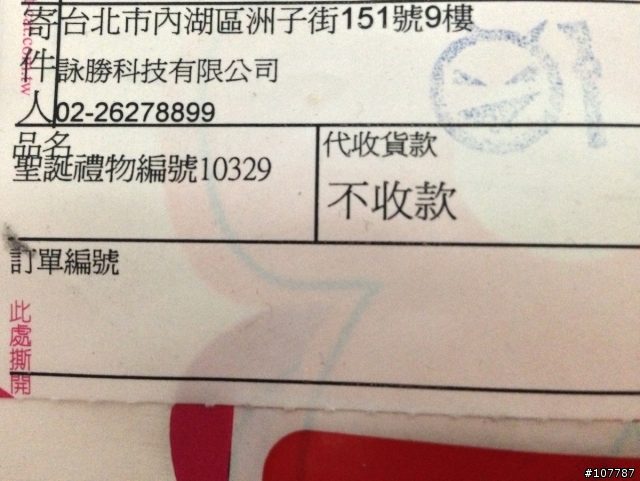 寄件人
台北市內湖區洲子街151號9樓
詠勝科技有限公司
02-26278899
品名
聖誕禮物編號10329
代收貨款
不收款
訂單編號
此處撕開
#107787